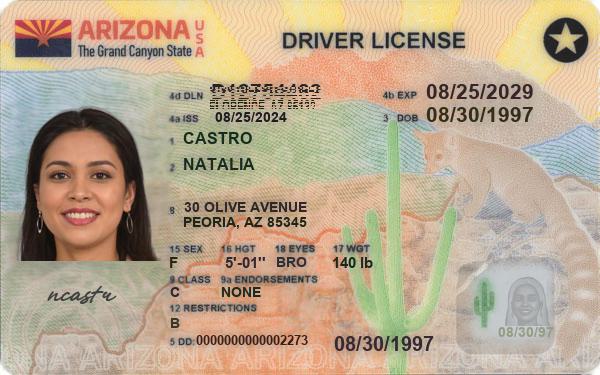 ARIZONA USA
The Grand Canyon State
DRIVER LICENSE
4d DLN
4b EXP 08/25/2029
4a ISS 08/25/2024
3 DOB 08/30/1997
1 CASTRO
2 NATALIA
8 30 OLIVE AVENUE
PEORIA, AZ 85345
15 SEX 16 HGT 18 EYES 17 WGT
F 5'-01" BRO 140 lb
9 CLASS 9a ENDORSEMENTS
C NONE
12 RESTRICTIONS
B
ncastu
5 DD: 0000000000002273
08/30/1997
08/30/97
ARIZONA ARIZONA ARIZONA ARIZONA